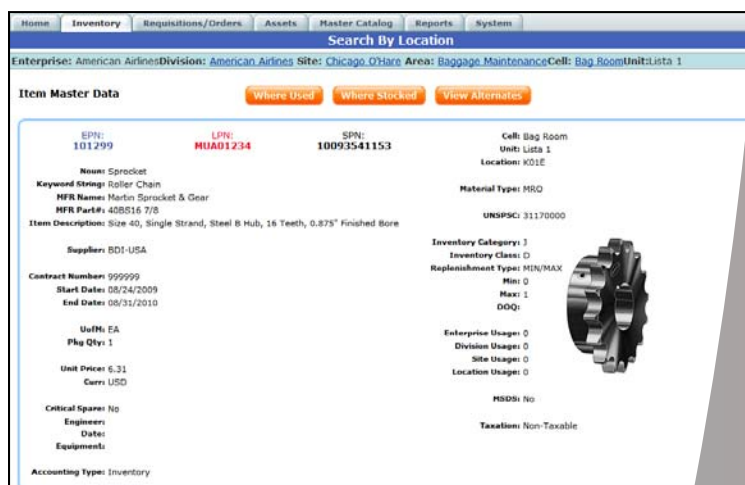 Home Inventory Requisitions/Orders Assets Master Catalog Reports System
Search By Location
Enterprise: American AirlinesDivision: American Airlines Site: Chicago O'Hare Area: Baggage MaintenanceCell: Bag RoomUnit:Lista 1
Item Master Data Where Used Where Stocked View Alternates
EPN: LPN: SPN:
101299 MUA01234 10093541153
Noun: Sprocket
Keyword String: Roller Chain
MFR Name: Martin Sprocket & Gear
MFR Part#: 40BS16 7/8
Item Description: Size 40, Single Strand, Steel B Hub, 16 Teeth, 0.875" Finished Bore
Supplier: BDI-USA
Contract Number: 999999
Start Date: 08/24/2009
End Date: 08/31/2010
UofM: EA
Pkg Qty: 1
Unit Price: 6.31
Curr: USD
Critical Spare: No
Engineer:
Date:
Equipment:
Accounting Type: Inventory
Cell: Bag Room
Unit: Lista 1
Location: K01E
Material Type: MRO
UNSPSC: 31170000
Inventory Category: J
Inventory Class: D
Replenishment Type: MIN/MAX
Min: 0
Max: 1
DOQ:
Enterprise Usage: 0
Division Usage: 0
Site Usage: 0
Location Usage: 0
MSDS: No
Taxation: Non-Taxable